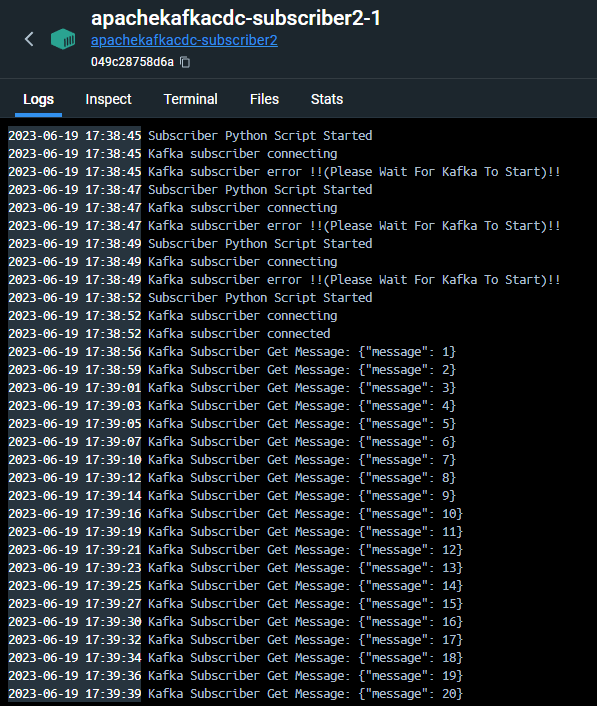 apachekafkacdc-subscriber2-1
apachekafkacdc-subscriber2
049c28758d6a
Logs Inspect Terminal Files Stats
2023-06-19 17:38:45 Subscriber Python Script Started
2023-06-19 17:38:45 Kafka subscriber connecting
2023-06-19 17:38:45 Kafka subscriber error !!(Please Wait For Kafka To Start)!!
2023-06-19 17:38:47 Subscriber Python Script Started
2023-06-19 17:38:47 Kafka subscriber connecting
2023-06-19 17:38:47 Kafka subscriber error !!(Please Wait For Kafka To Start)!!
2023-06-19 17:38:49 Subscriber Python Script Started
2023-06-19 17:38:49 Kafka subscriber connecting
2023-06-19 17:38:49 Kafka subscriber error !!(Please Wait For Kafka To Start)!!
2023-06-19 17:38:52 Subscriber Python Script Started
2023-06-19 17:38:52 Kafka subscriber connecting
2023-06-19 17:38:52 Kafka subscriber connected
2023-06-19 17:38:56 Kafka Subscriber Get Message: {"message": 1}
2023-06-19 17:38:59 Kafka Subscriber Get Message: {"message": 2}
2023-06-19 17:39:01 Kafka Subscriber Get Message: {"message": 3}
2023-06-19 17:39:03 Kafka Subscriber Get Message: {"message": 4}
2023-06-19 17:39:05 Kafka Subscriber Get Message: {"message": 5}
2023-06-19 17:39:07 Kafka Subscriber Get Message: {"message": 6}
2023-06-19 17:39:10 Kafka Subscriber Get Message: {"message": 7}
2023-06-19 17:39:12 Kafka Subscriber Get Message: {"message": 8}
2023-06-19 17:39:14 Kafka Subscriber Get Message: {"message": 9}
2023-06-19 17:39:16 Kafka Subscriber Get Message: {"message": 10}
2023-06-19 17:39:19 Kafka Subscriber Get Message: {"message": 11}
2023-06-19 17:39:21 Kafka Subscriber Get Message: {"message": 12}
2023-06-19 17:39:23 Kafka Subscriber Get Message: {"message": 13}
2023-06-19 17:39:25 Kafka Subscriber Get Message: {"message": 14}
2023-06-19 17:39:27 Kafka Subscriber Get Message: {"message": 15}
2023-06-19 17:39:30 Kafka Subscriber Get Message: {"message": 16}
2023-06-19 17:39:32 Kafka Subscriber Get Message: {"message": 17}
2023-06-19 17:39:34 Kafka Subscriber Get Message: {"message": 18}
2023-06-19 17:39:36 Kafka Subscriber Get Message: {"message": 19}
2023-06-19 17:39:39 Kafka Subscriber Get Message: {"message": 20}